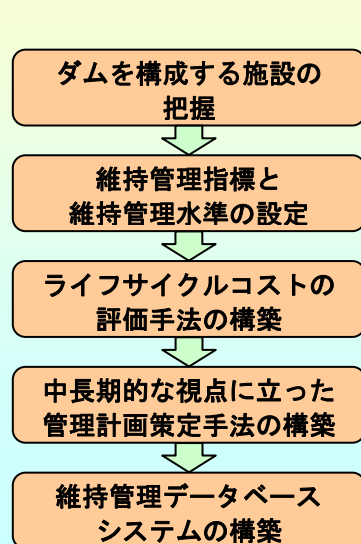 ダムを構成する施設の
把握
維持管理指標と
維持管理水準の設定
ライフサイクルコストの
評価手法の構築
中長期的な視点に立った
管理計画策定手法の構築
維持管理データベース
システムの構築